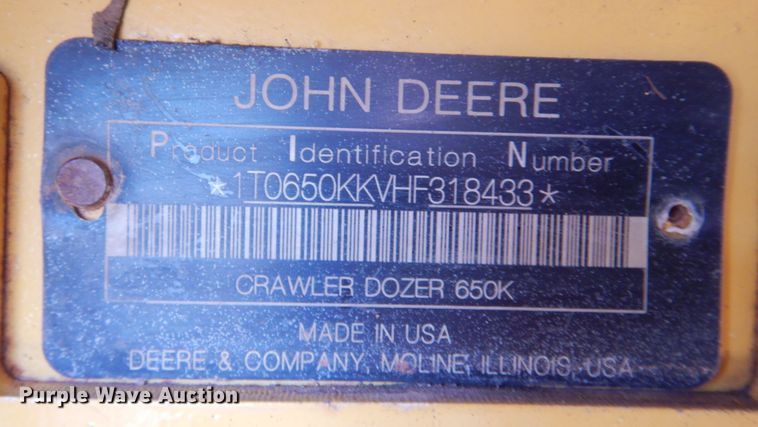 JOHN DEERE
Product Identification Number
*1T0650KKVHF318433*
CRAWLER DOZER 650K
MADE IN USA
DEERE & COMPANY, MOLINE, ILLINOIS, USA
Purple Wave Auction